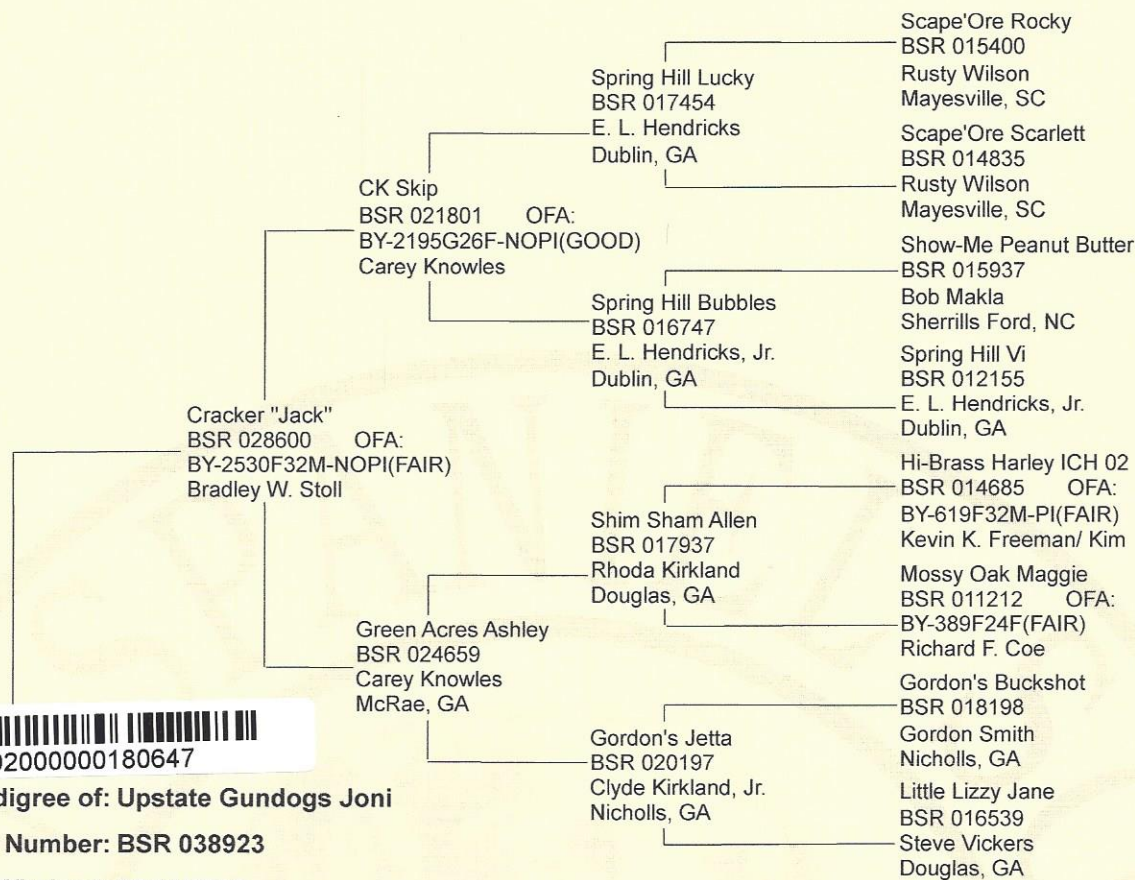 Scape'Ore Rocky
BSR 015400
Rusty Wilson
Mayesville, SC
Spring Hill Lucky
BSR 017454
E. L. Hendricks
Dublin, GA
Scape'Ore Scarlett
BSR 014835
Rusty Wilson
Mayesville, SC
CK Skip
BSR 021801 OFA:
BY-2195G26F-NOPI(GOOD)
Carey Knowles
Show-Me Peanut Butter
BSR 015937
Bob Makla
Sherrills Ford, NC
Spring Hill Bubbles
BSR 016747
E. L. Hendricks, Jr.
Dublin, GA
Spring Hill Vi
BSR 012155
E. L. Hendricks, Jr.
Dublin, GA
Cracker "Jack"
BSR 028600 OFA:
BY-2530F32M-NOPI(FAIR)
Bradley W. Stoll
Hi-Brass Harley ICH 02
BSR 014685 OFA:
BY-619F32M-PI(FAIR)
Kevin K. Freeman/ Kim
Shim Sham Allen
BSR 017937
Rhoda Kirkland
Douglas, GA
Mossy Oak Maggie
BSR 011212 OFA:
BY-389F24F(FAIR)
Richard F. Coe
Green Acres Ashley
BSR 024659
Carey Knowles
McRae, GA
Gordon's Buckshot
BSR 018198
Gordon Smith
Nicholls, GA
Gordon's Jetta
BSR 020197
Clyde Kirkland, Jr.
Nicholls, GA
Little Lizzy Jane
BSR 016539
Steve Vickers
Douglas, GA
02000000180647
digree of: Upstate Gundogs Joni
Number: BSR 038923